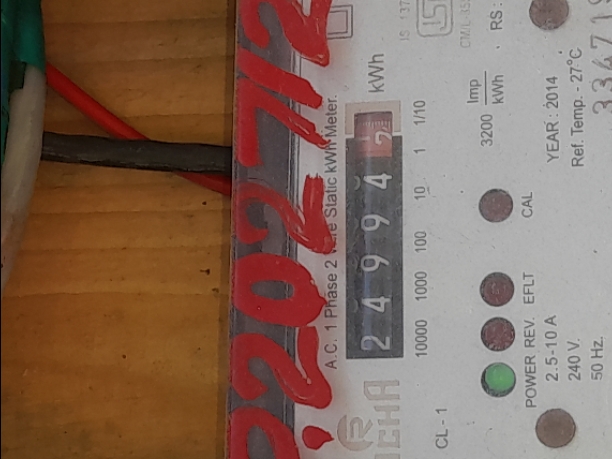 P202712
A.C. 1 Phase 2 Static kWh Meter.
2 4 9 9 4 2 kWh
10000 1000 100 10 1 1/10
CL - 1
3200 Imp/kWh
POWER REV. EFLT CAL
RS :
2.5-10 A YEAR : 2014
240 V. Ref. Temp. - 27°C
50 Hz.